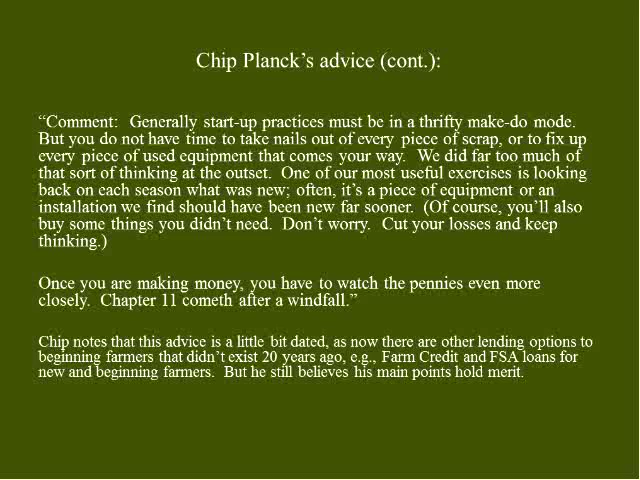 Chip Planck’s advice (cont.):
“Comment:  Generally start-up practices must be in a thrifty make-do mode.
But you do not have time to take nails out of every piece of scrap, or to fix up
every piece of used equipment that comes your way.  We did far too much of
that sort of thinking at the outset.  One of our most useful exercises is looking
back on each season what was new; often, it’s a piece of equipment or an
installation we find should have been new far sooner.  (Of course, you’ll also
buy some things you didn’t need.  Don’t worry.  Cut your losses and keep
thinking.)
Once you are making money, you have to watch the pennies even more
closely.  Chapter 11 cometh after a windfall.”
Chip notes that this advice is a little bit dated, as now there are other lending options to
beginning farmers that didn’t exist 20 years ago, e.g., Farm Credit and FSA loans for
new and beginning farmers.  But he still believes his main points hold merit.